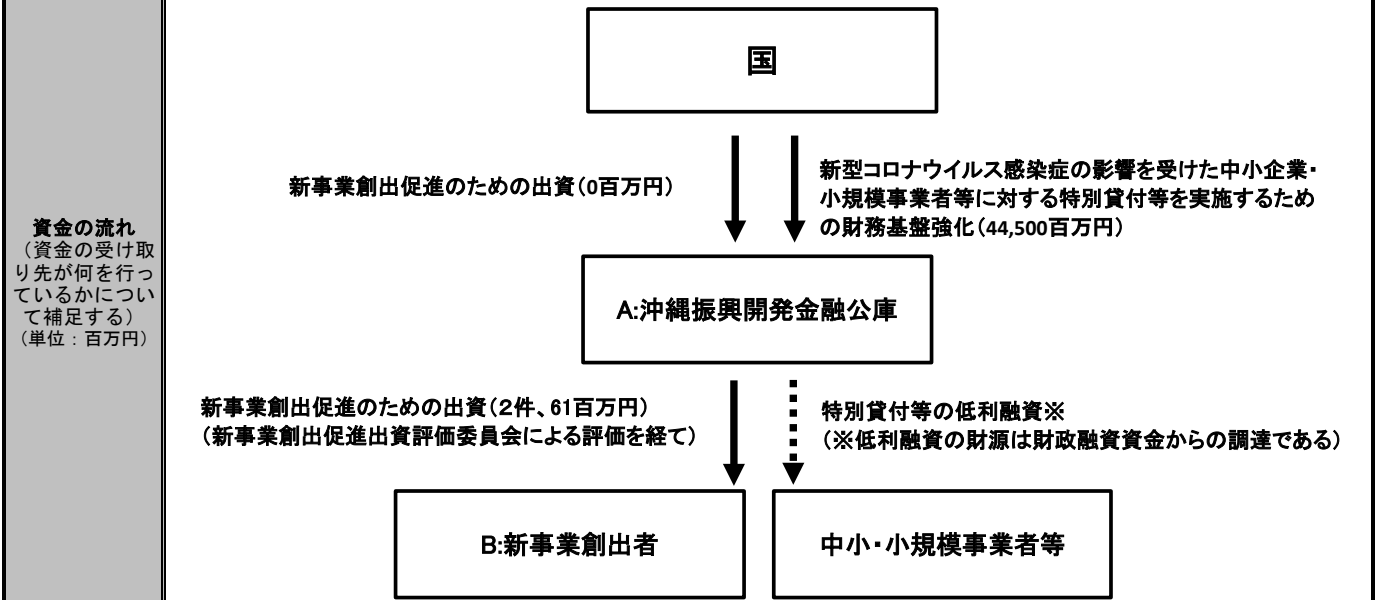 資金の流れ
（資金の受け取
り先が何を行っ
ているかについ
て補足する）
（単位：百万円）
国
新事業創出促進のための出資（0百万円）
新型コロナウイルス感染症の影響を受けた中小企業・
小規模事業者等に対する特別貸付等を実施するため
の財務基盤強化（44,500百万円）
A:沖縄振興開発金融公庫
新事業創出促進のための出資（２件、61百万円）
（新事業創出促進出資評価委員会による評価を経て）
特別貸付等の低利融資※
（※低利融資の財源は財政融資資金からの調達である）
B:新事業創出者
中小・小規模事業者等